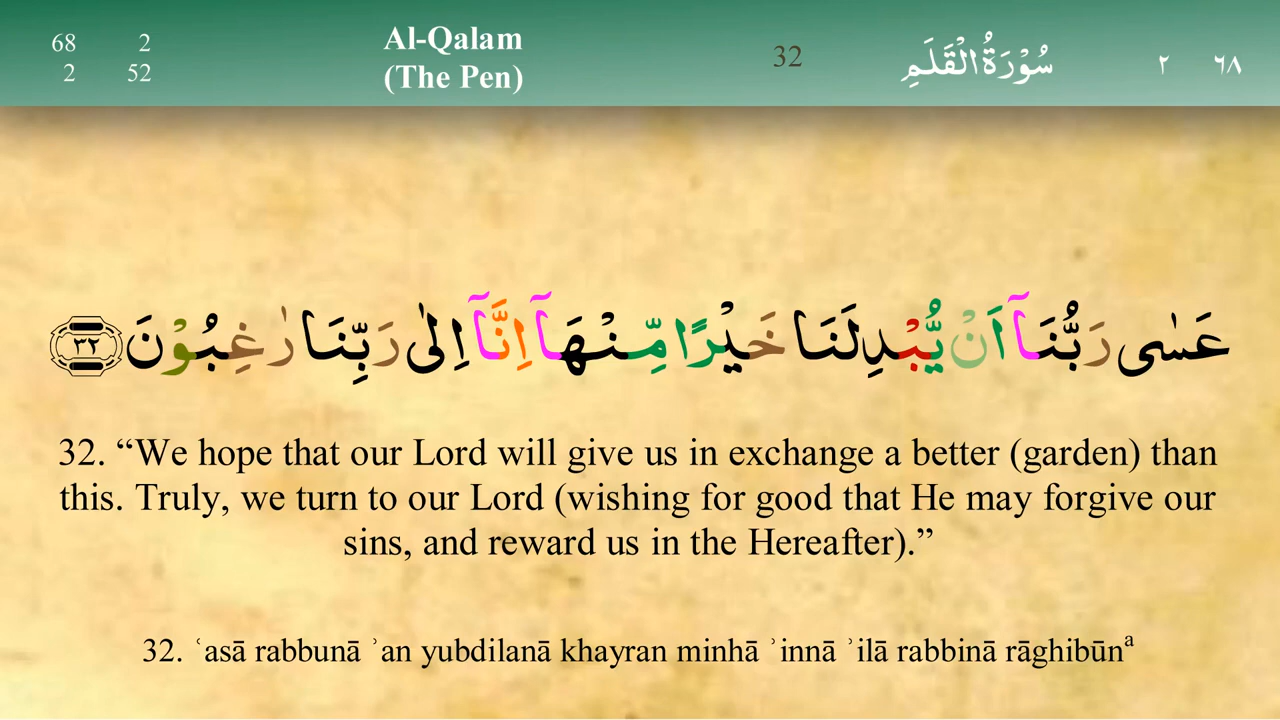 68 2
2 52
Al-Qalam
(The Pen)
32
سُوْرَةُ الْقَلَمِ
٢ ٦٨
عَسٰى رَبُّنَاۤ اَنْ يُّبْدِلَنَا خَيْرًا مِّنْهَاۤ اِنَّاۤ اِلٰى رَبِّنَا رٰغِبُوْنَ ٣٢
32. “We hope that our Lord will give us in exchange a better (garden) than
this. Truly, we turn to our Lord (wishing for good that He may forgive our
sins, and reward us in the Hereafter).”
32. ʿasā rabbunā ʾan yubdilanā khayran minhā ʾinnā ʾilā rabbinā rāghibūnᵃ